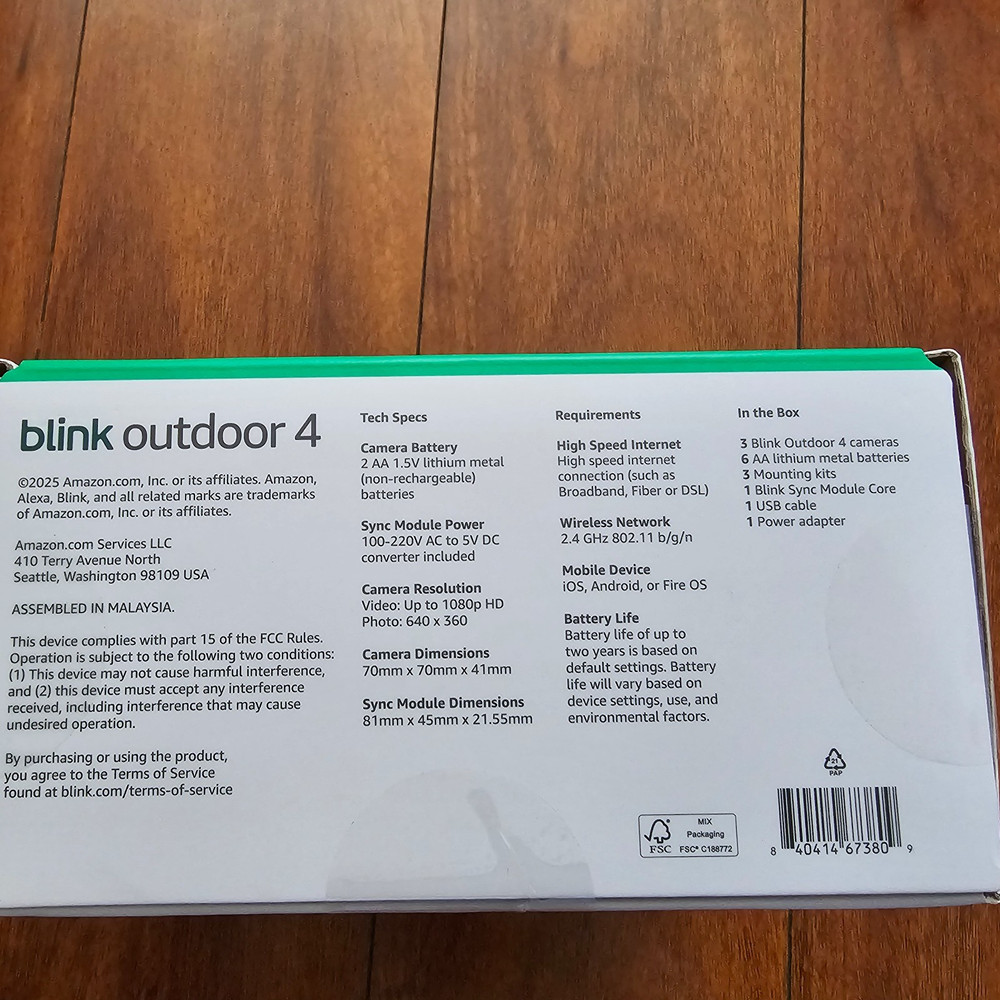 blink outdoor 4
©2025 Amazon.com, Inc. or its affiliates. Amazon,
Alexa, Blink, and all related marks are trademarks
of Amazon.com, Inc. or its affiliates.
Amazon.com Services LLC
410 Terry Avenue North
Seattle, Washington 98109 USA
ASSEMBLED IN MALAYSIA.
This device complies with part 15 of the FCC Rules.
Operation is subject to the following two conditions:
(1) This device may not cause harmful interference,
and (2) this device must accept any interference
received, including interference that may cause
undesired operation.
By purchasing or using the product,
you agree to the Terms of Service
found at blink.com/terms-of-service
Tech Specs
Camera Battery
2 AA 1.5V lithium metal
(non-rechargeable)
batteries
Sync Module Power
100-220V AC to 5V DC
converter included
Camera Resolution
Video: Up to 1080p HD
Photo: 640 x 360
Camera Dimensions
70mm x 70mm x 41mm
Sync Module Dimensions
81mm x 45mm x 21.55mm
Requirements
High Speed Internet
High speed internet
connection (such as
Broadband, Fiber or DSL)
Wireless Network
2.4 GHz 802.11 b/g/n
Mobile Device
iOS, Android, or Fire OS
Battery Life
Battery life of up to
two years is based on
default settings. Battery
life will vary based on
device settings, use, and
environmental factors.
In the Box
3 Blink Outdoor 4 cameras
6 AA lithium metal batteries
3 Mounting kits
1 Blink Sync Module Core
1 USB cable
1 Power adapter
21
PAP
FSC
MIX
Packaging
FSC® C188772
8 40414 67380 9